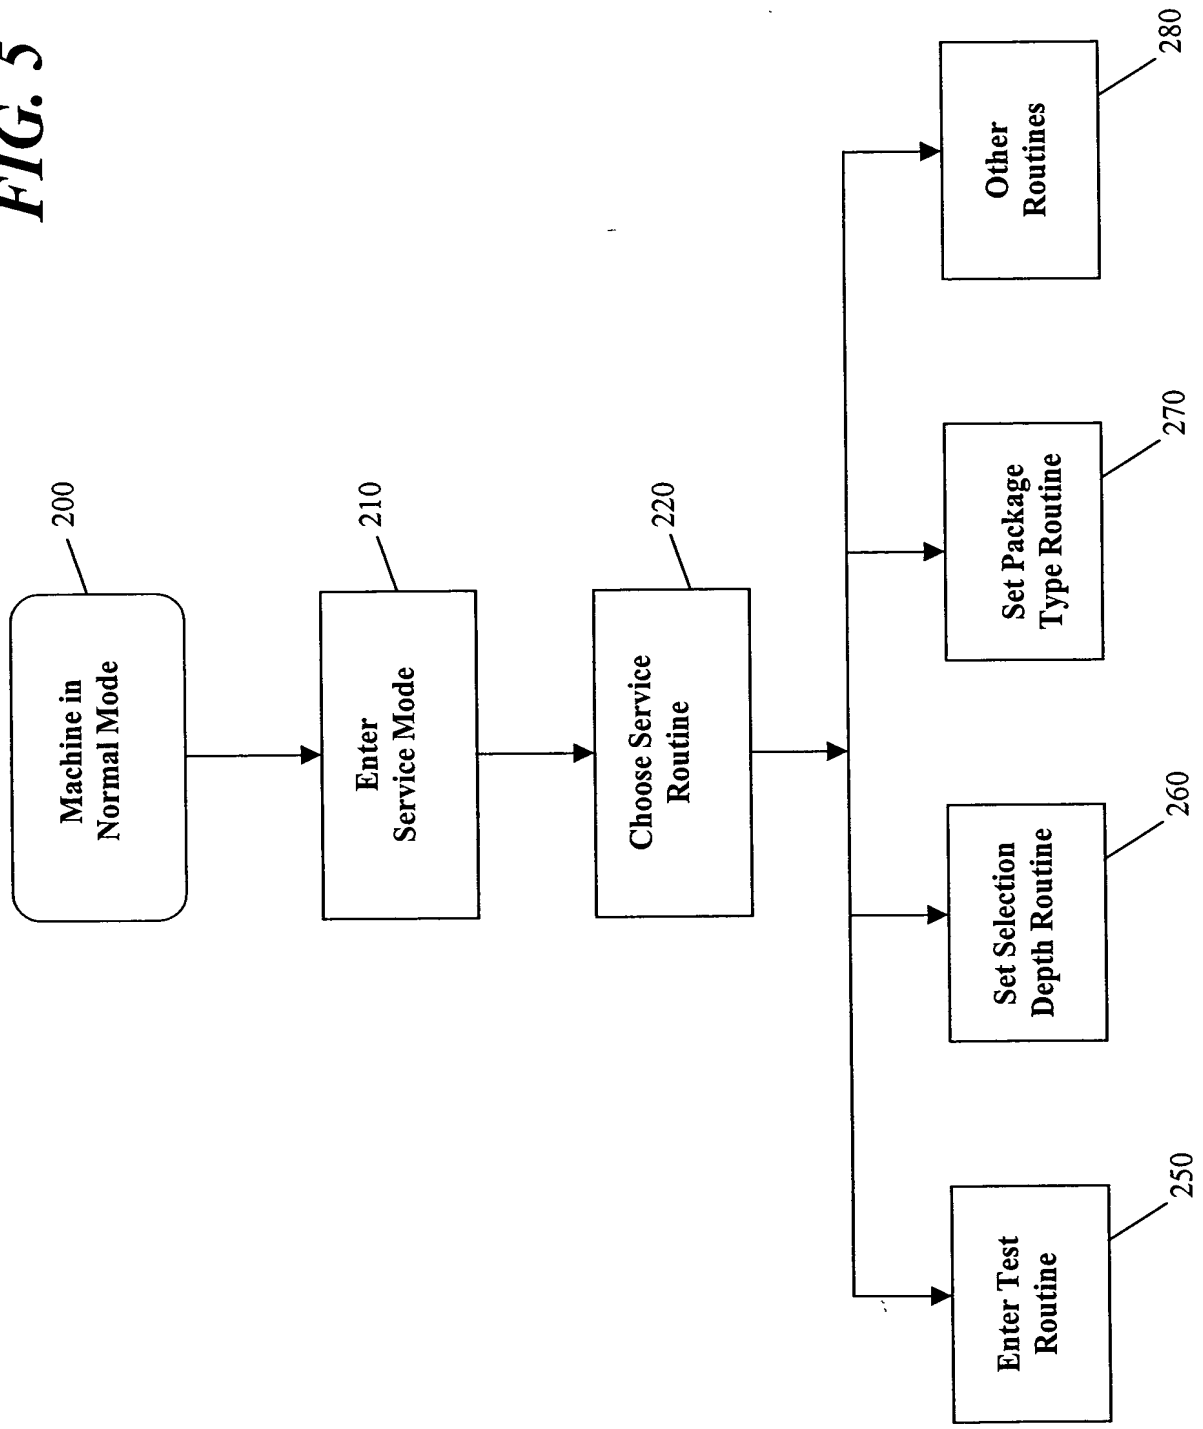 FIG. 5
200
Machine in
Normal Mode
210
Enter
Service Mode
220
Choose Service
Routine
Enter Test
Routine
250
Set Selection
Depth Routine
260
Set Package
Type Routine
270
Other
Routines
280